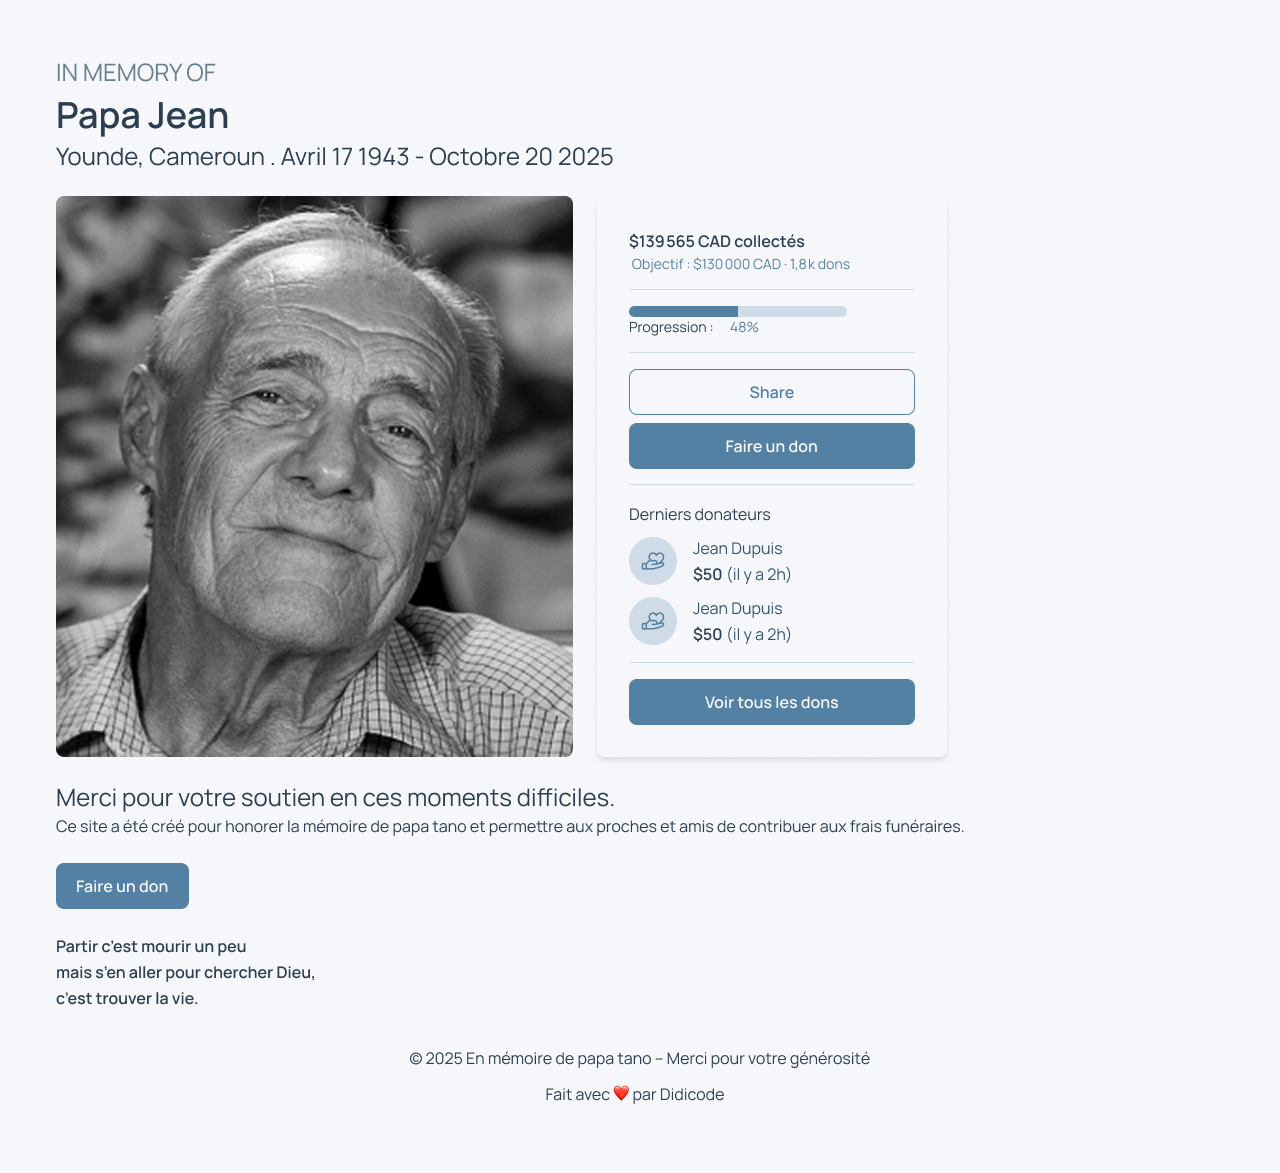 IN MEMORY OF
Papa Jean
Younde, Cameroun . Avril 17 1943 - Octobre 20 2025
$139 565 CAD collectés
Objectif : $130 000 CAD · 1,8 k dons
Progression : 48%
Share
Faire un don
Derniers donateurs
Jean Dupuis
$50 (il y a 2h)
Jean Dupuis
$50 (il y a 2h)
Voir tous les dons
Merci pour votre soutien en ces moments difficiles.
Ce site a été créé pour honorer la mémoire de papa tano et permettre aux proches et amis de contribuer aux frais funéraires.
Faire un don
Partir c’est mourir un peu
mais s’en aller pour chercher Dieu,
c’est trouver la vie.
© 2025 En mémoire de papa tano – Merci pour votre générosité
Fait avec ❤️ par Didicode